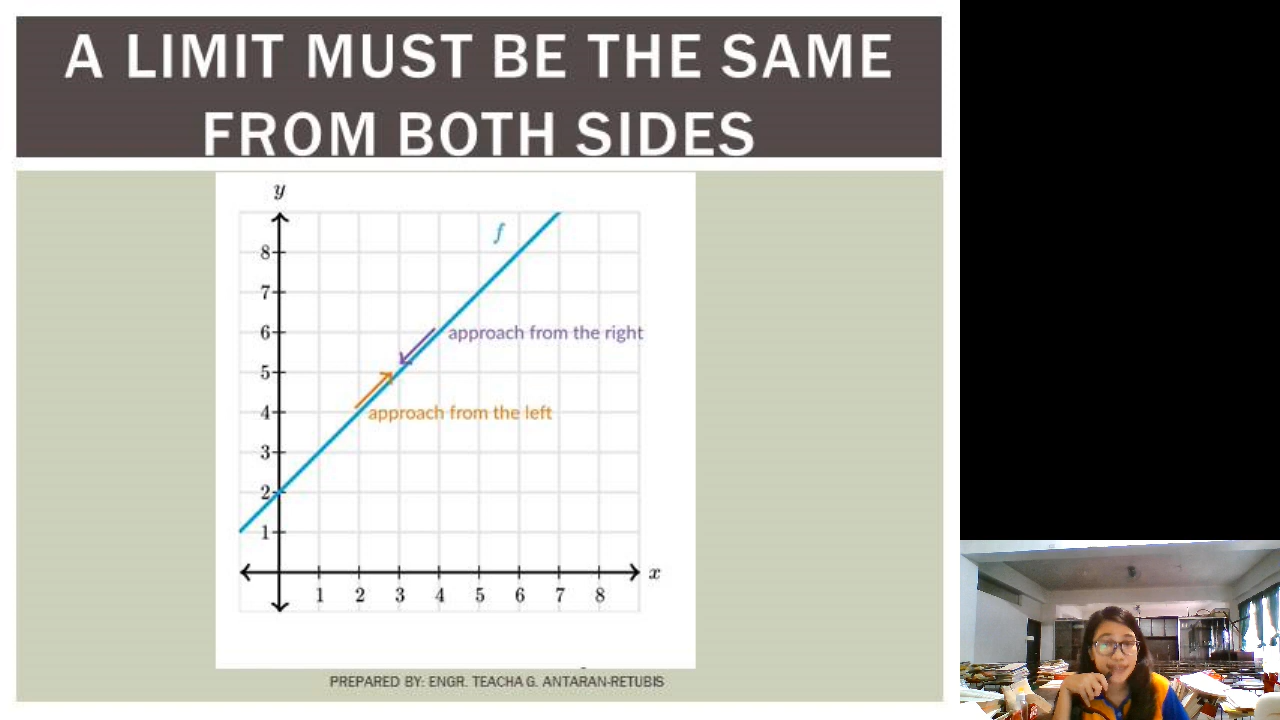 A LIMIT MUST BE THE SAME
FROM BOTH SIDES
y
f
8
7
6
approach from the right
5
4
approach from the left
3
2
1
x
1 2 3 4 5 6 7 8
PREPARED BY: ENGR. TEACHA G. ANTARAN-RETUBIS